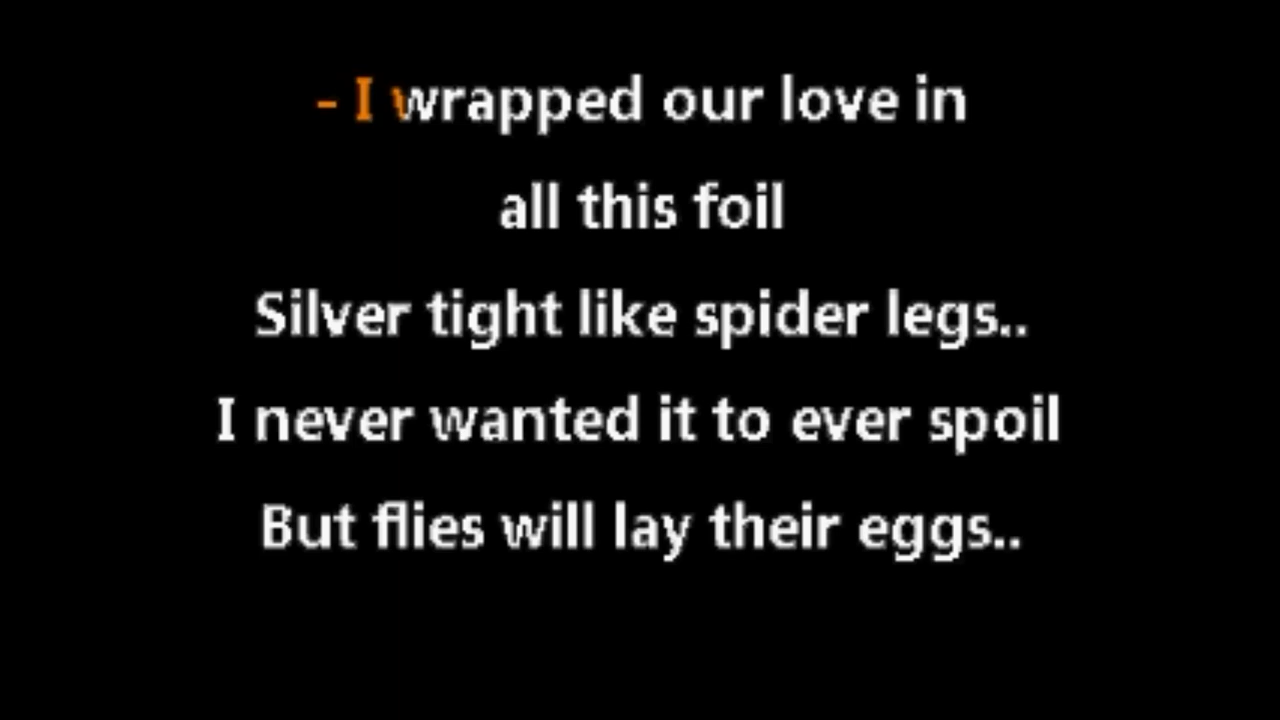 - I wrapped our love in
all this foil
Silver tight like spider legs..
I never wanted it to ever spoil
But flies will lay their eggs..